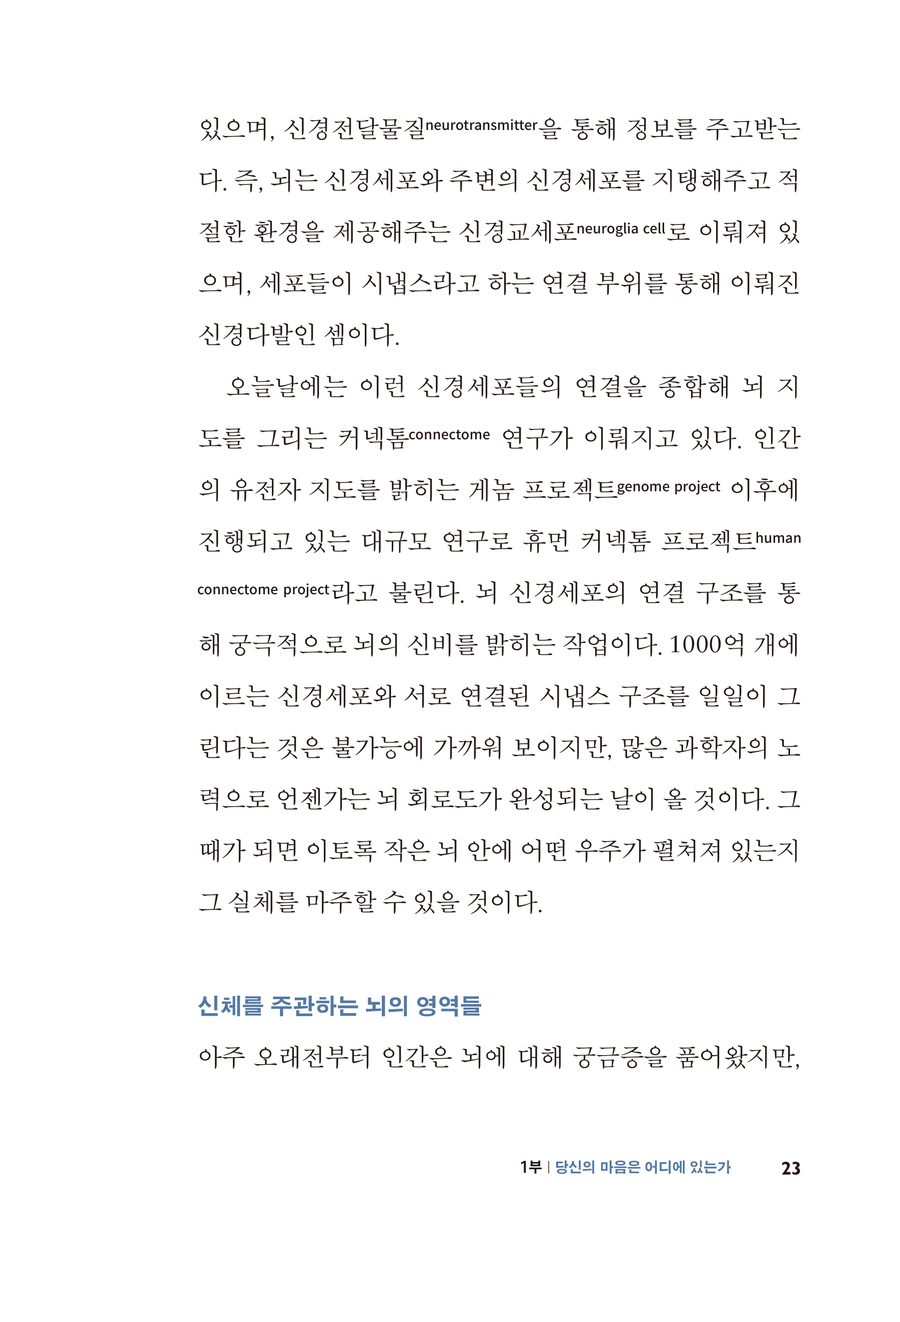 있으며, 신경전달물질neurotransmitter을 통해 정보를 주고받는
다. 즉, 뇌는 신경세포와 주변의 신경세포를 지탱해주고 적
절한 환경을 제공해주는 신경교세포neuroglia cell로 이뤄져 있
으며, 세포들이 시냅스라고 하는 연결 부위를 통해 이뤄진
신경다발인 셈이다.
오늘날에는 이런 신경세포들의 연결을 종합해 뇌 지
도를 그리는 커넥톰connectome 연구가 이뤄지고 있다. 인간
의 유전자 지도를 밝히는 게놈 프로젝트genome project 이후에
진행되고 있는 대규모 연구로 휴먼 커넥톰 프로젝트human
connectome project라고 불린다. 뇌 신경세포의 연결 구조를 통
해 궁극적으로 뇌의 신비를 밝히는 작업이다. 1000억 개에
이르는 신경세포와 서로 연결된 시냅스 구조를 일일이 그
린다는 것은 불가능에 가까워 보이지만, 많은 과학자의 노
력으로 언젠가는 뇌 회로도가 완성되는 날이 올 것이다. 그
때가 되면 이토록 작은 뇌 안에 어떤 우주가 펼쳐져 있는지
그 실체를 마주할 수 있을 것이다.
신체를 주관하는 뇌의 영역들
아주 오래전부터 인간은 뇌에 대해 궁금증을 품어왔지만,
1부 | 당신의 마음은 어디에 있는가 23